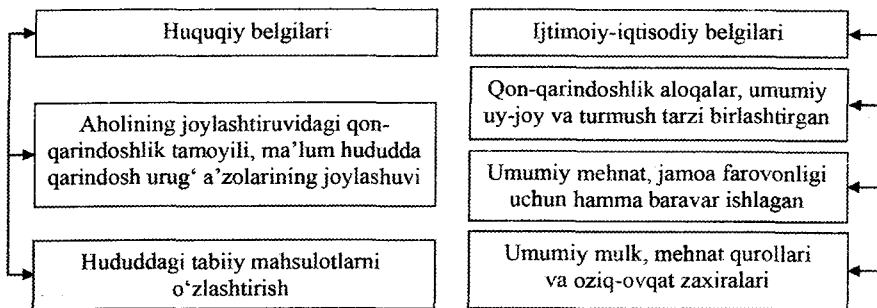 Huquqiy belgilari
Aholining joylashtiruvidagi qon-
qarindoshlik tamoyili, ma’lum hududda
qarindosh urug‘ a’zolarining joylashuvi
Hududdagi tabiiy mahsulotlarni
o‘zlashtirish
Ijtimoiy-iqtisodiy belgilari
Qon-qarindoshlik aloqalar, umumiy
uy-joy va turmush tarzi birlashtirgan
Umumiy mehnat, jamoa farovonligi
uchun hamma baravar ishlagan
Umumiy mulk, mehnat qurollari
va oziq-ovqat zaxiralari